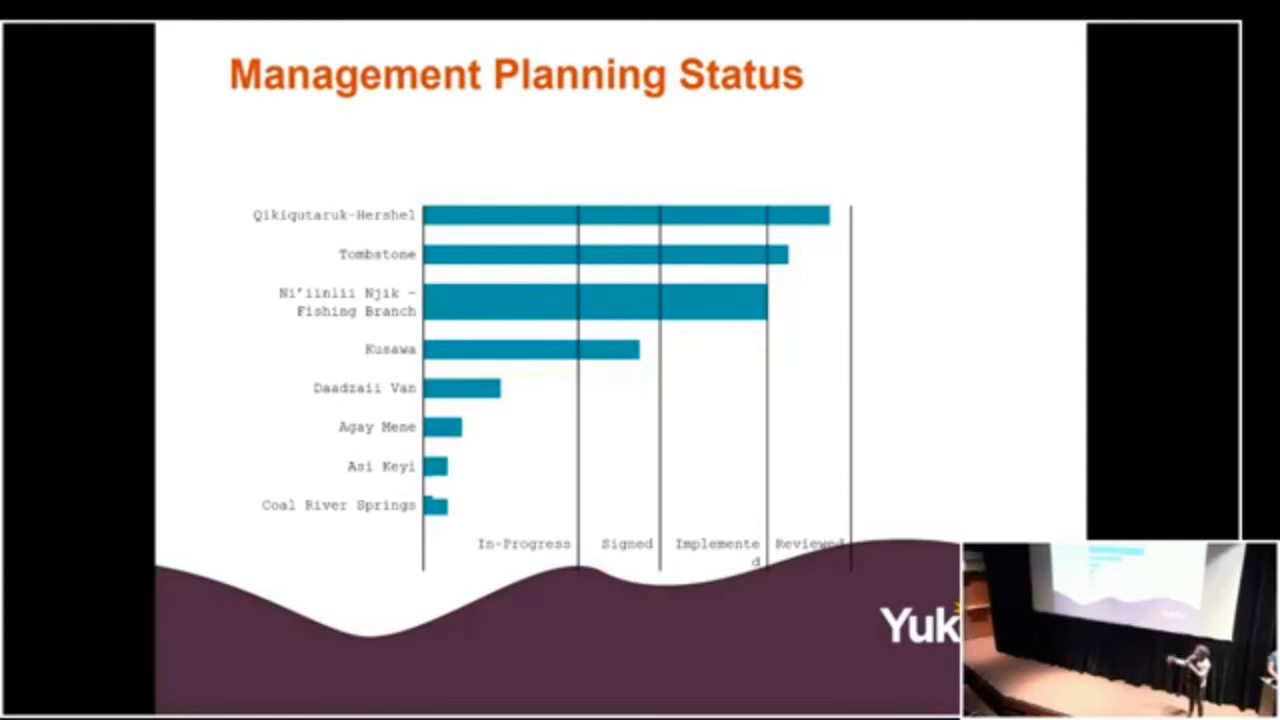 Management Planning Status
Qikiqutaruk-Hershel
Tombstone
Ni'iinlii Njik -
Fishing Branch
Kusawa
Daadzaii Van
Agay Mene
Asi Keyi
Coal River Springs
In-Progress Signed Implemente Reviewed
d
Yuk